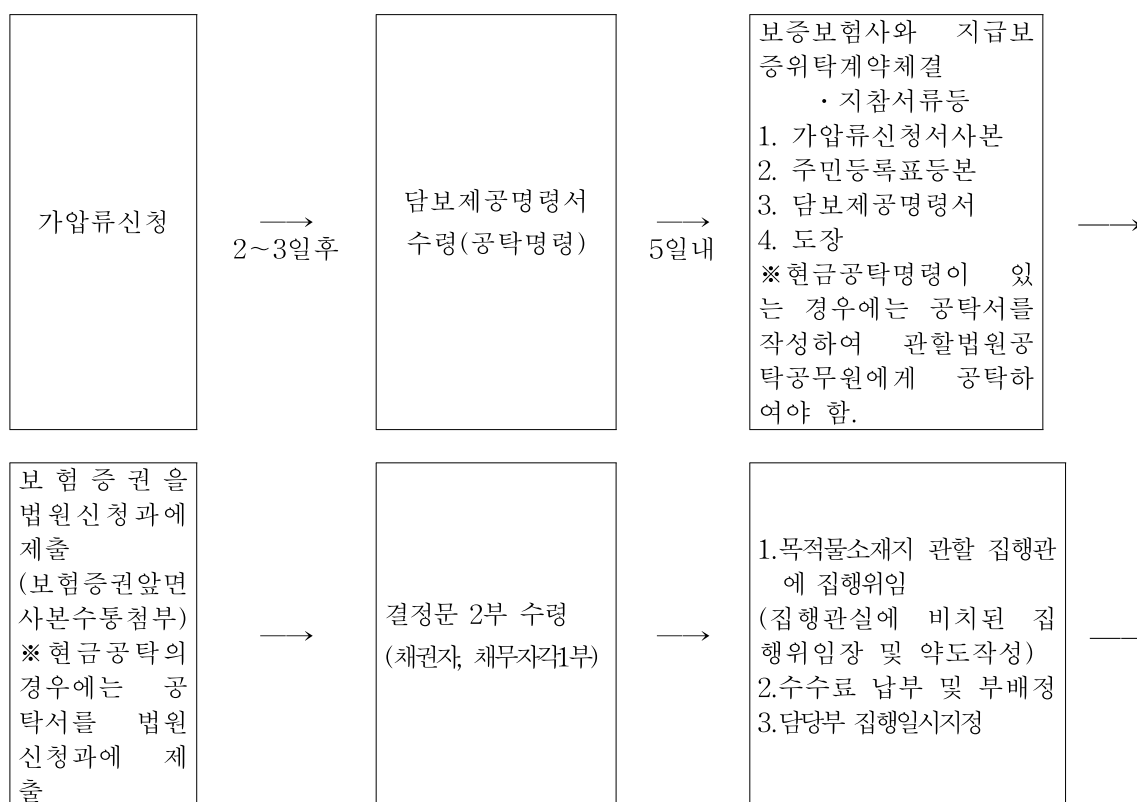 가압류신청
⟶
2~3일후
담보제공명령서
수령(공탁명령)
⟶
5일내
보증보험사와 지급보
증위탁계약체결
· 지참서류등
1. 가압류신청서사본
2. 주민등록표등본
3. 담보제공명령서
4. 도장
※현금공탁명령이 있
는 경우에는 공탁서를
작성하여 관할법원공
탁공무원에게 공탁하
여야 함.
⟶
보험증권을
법원신청과에
제출
(보험증권앞면
사본수통첨부)
※현금공탁의
경우에는 공
탁서를 법원
신청과에 제
출
⟶
결정문 2부 수령
(채권자, 채무자각1부)
⟶
1.목적물소재지 관할 집행관
에 집행위임
(집행관실에 비치된 집
행위임장 및 약도작성)
2.수수료 납부 및 부배정
3.담당부 집행일시지정